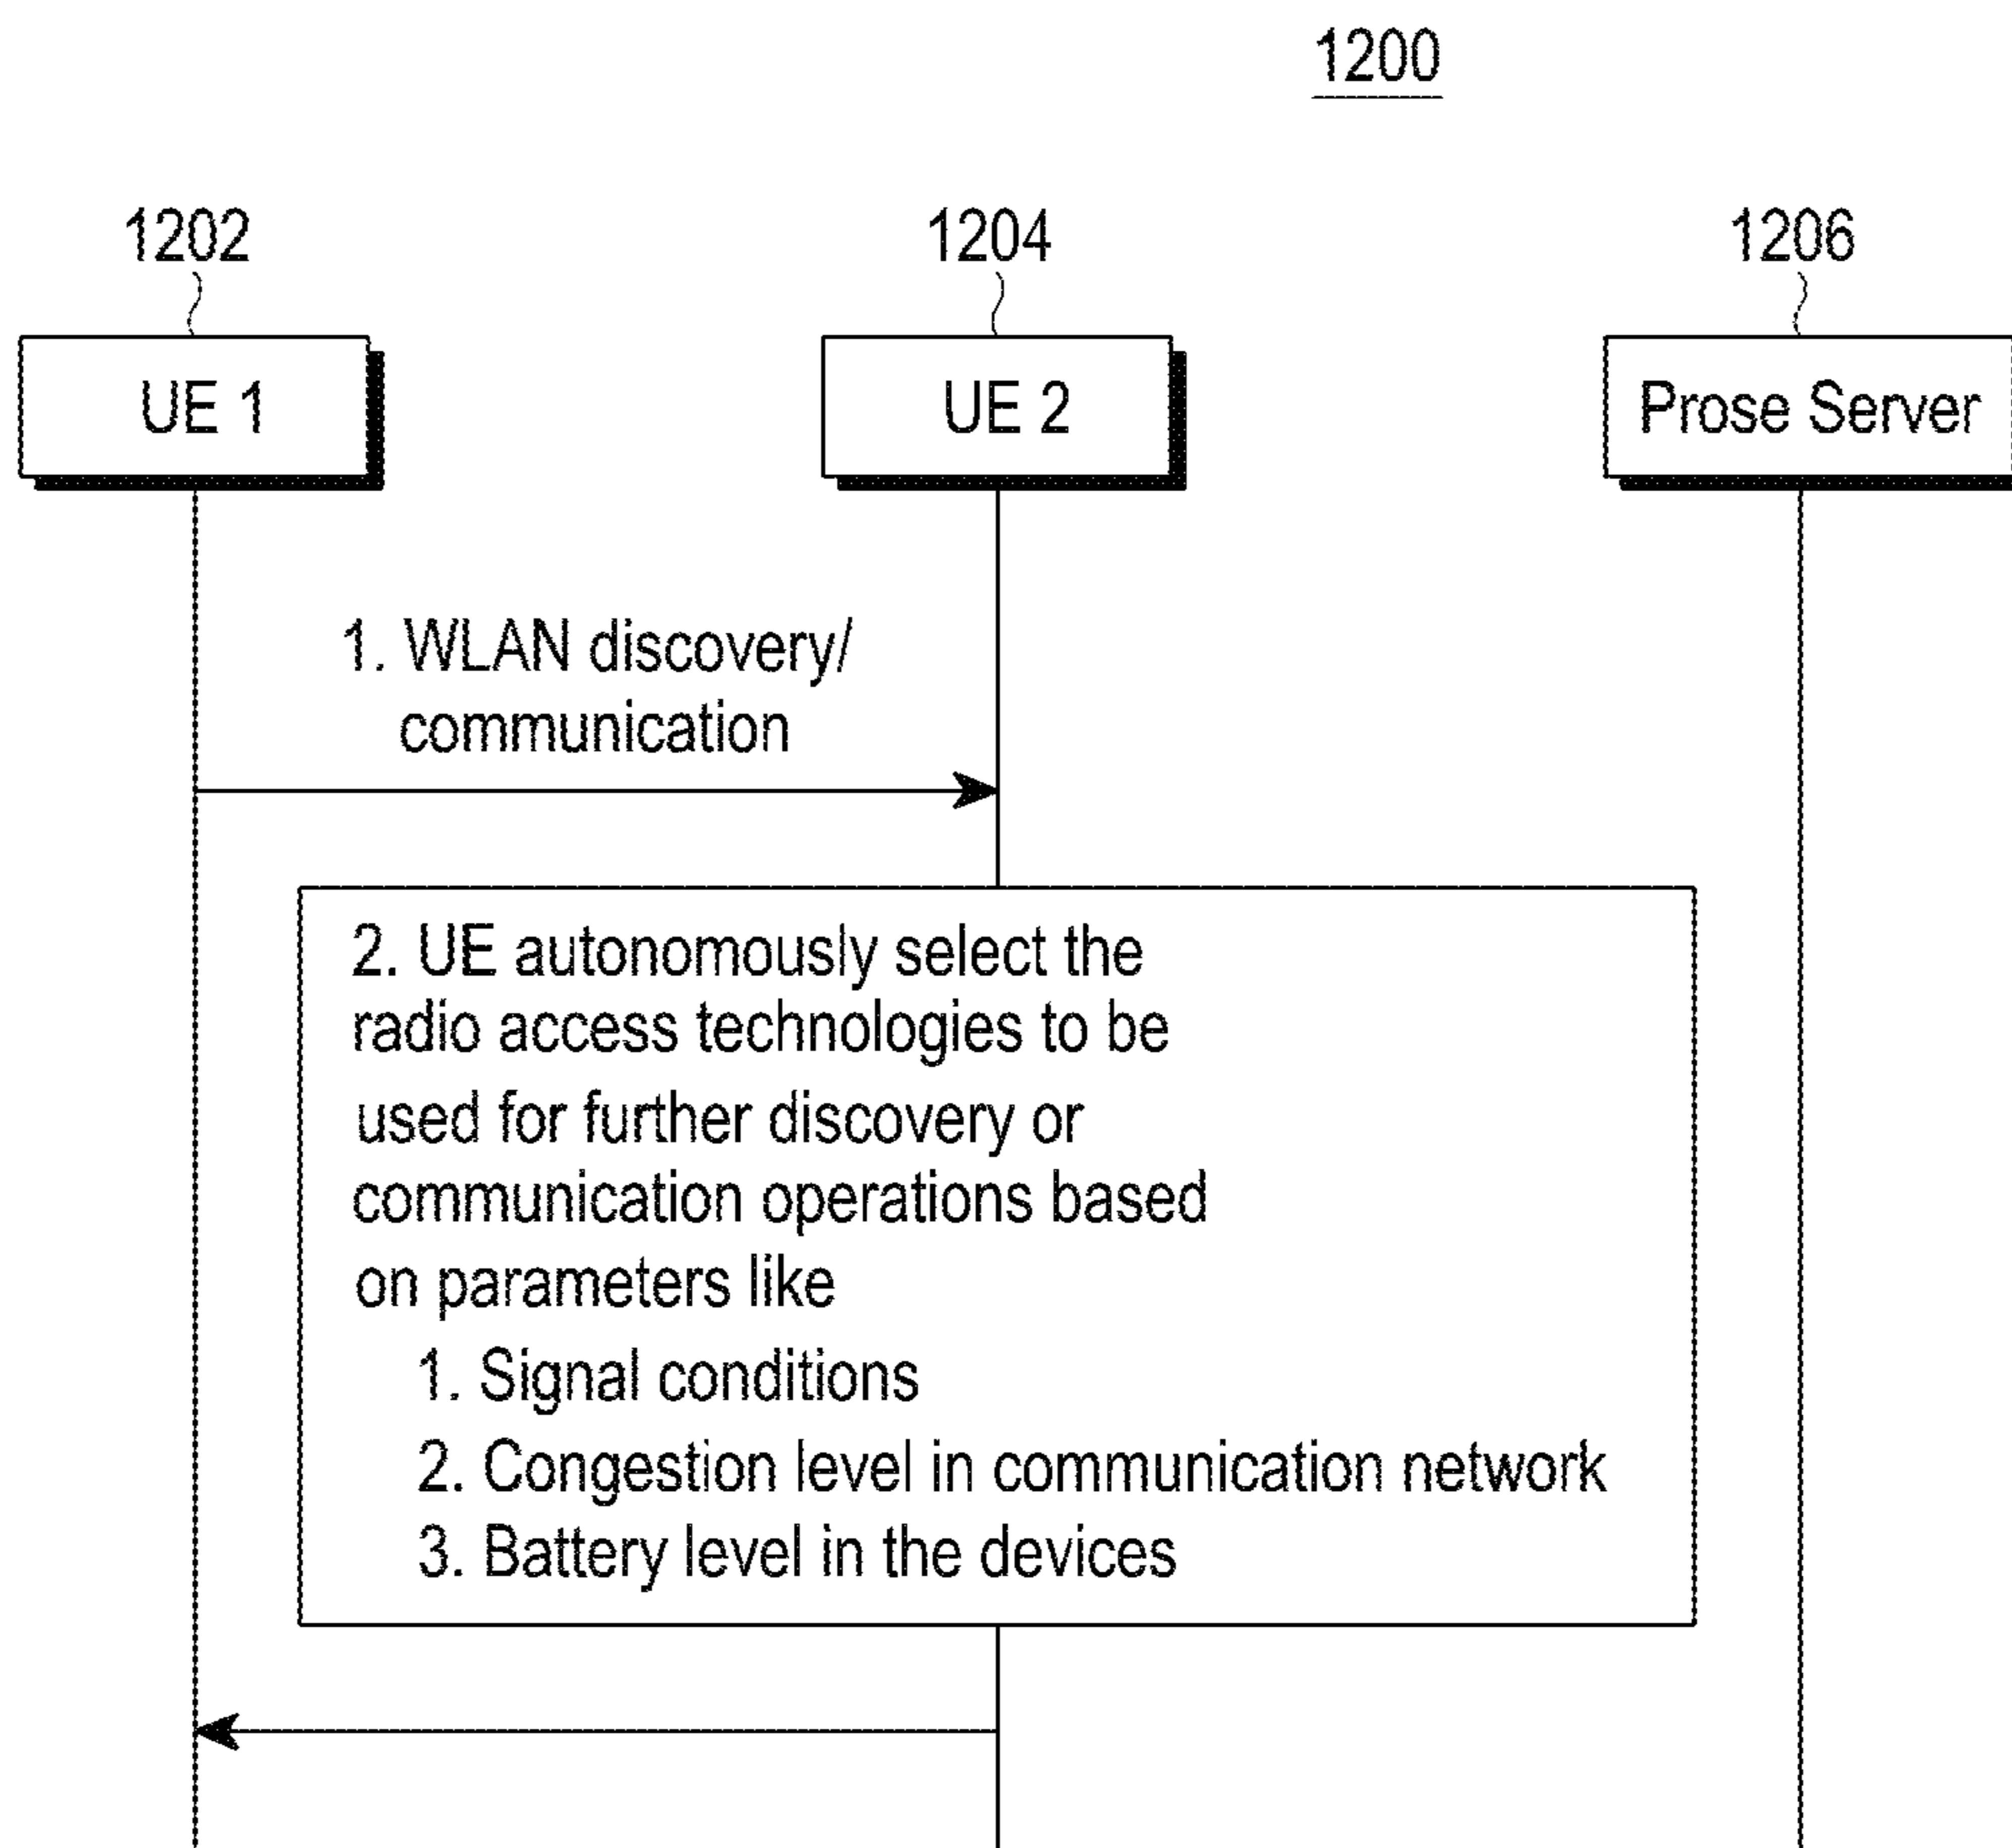 1200
1202
1204
1206
UE 1
UE 2
Prose Server
1. WLAN discovery/
communication
2. UE autonomously select the
radio access technologies to be
used for further discovery or
communication operations based
on parameters like
1. Signal conditions
2. Congestion level in communication network
3. Battery level in the devices